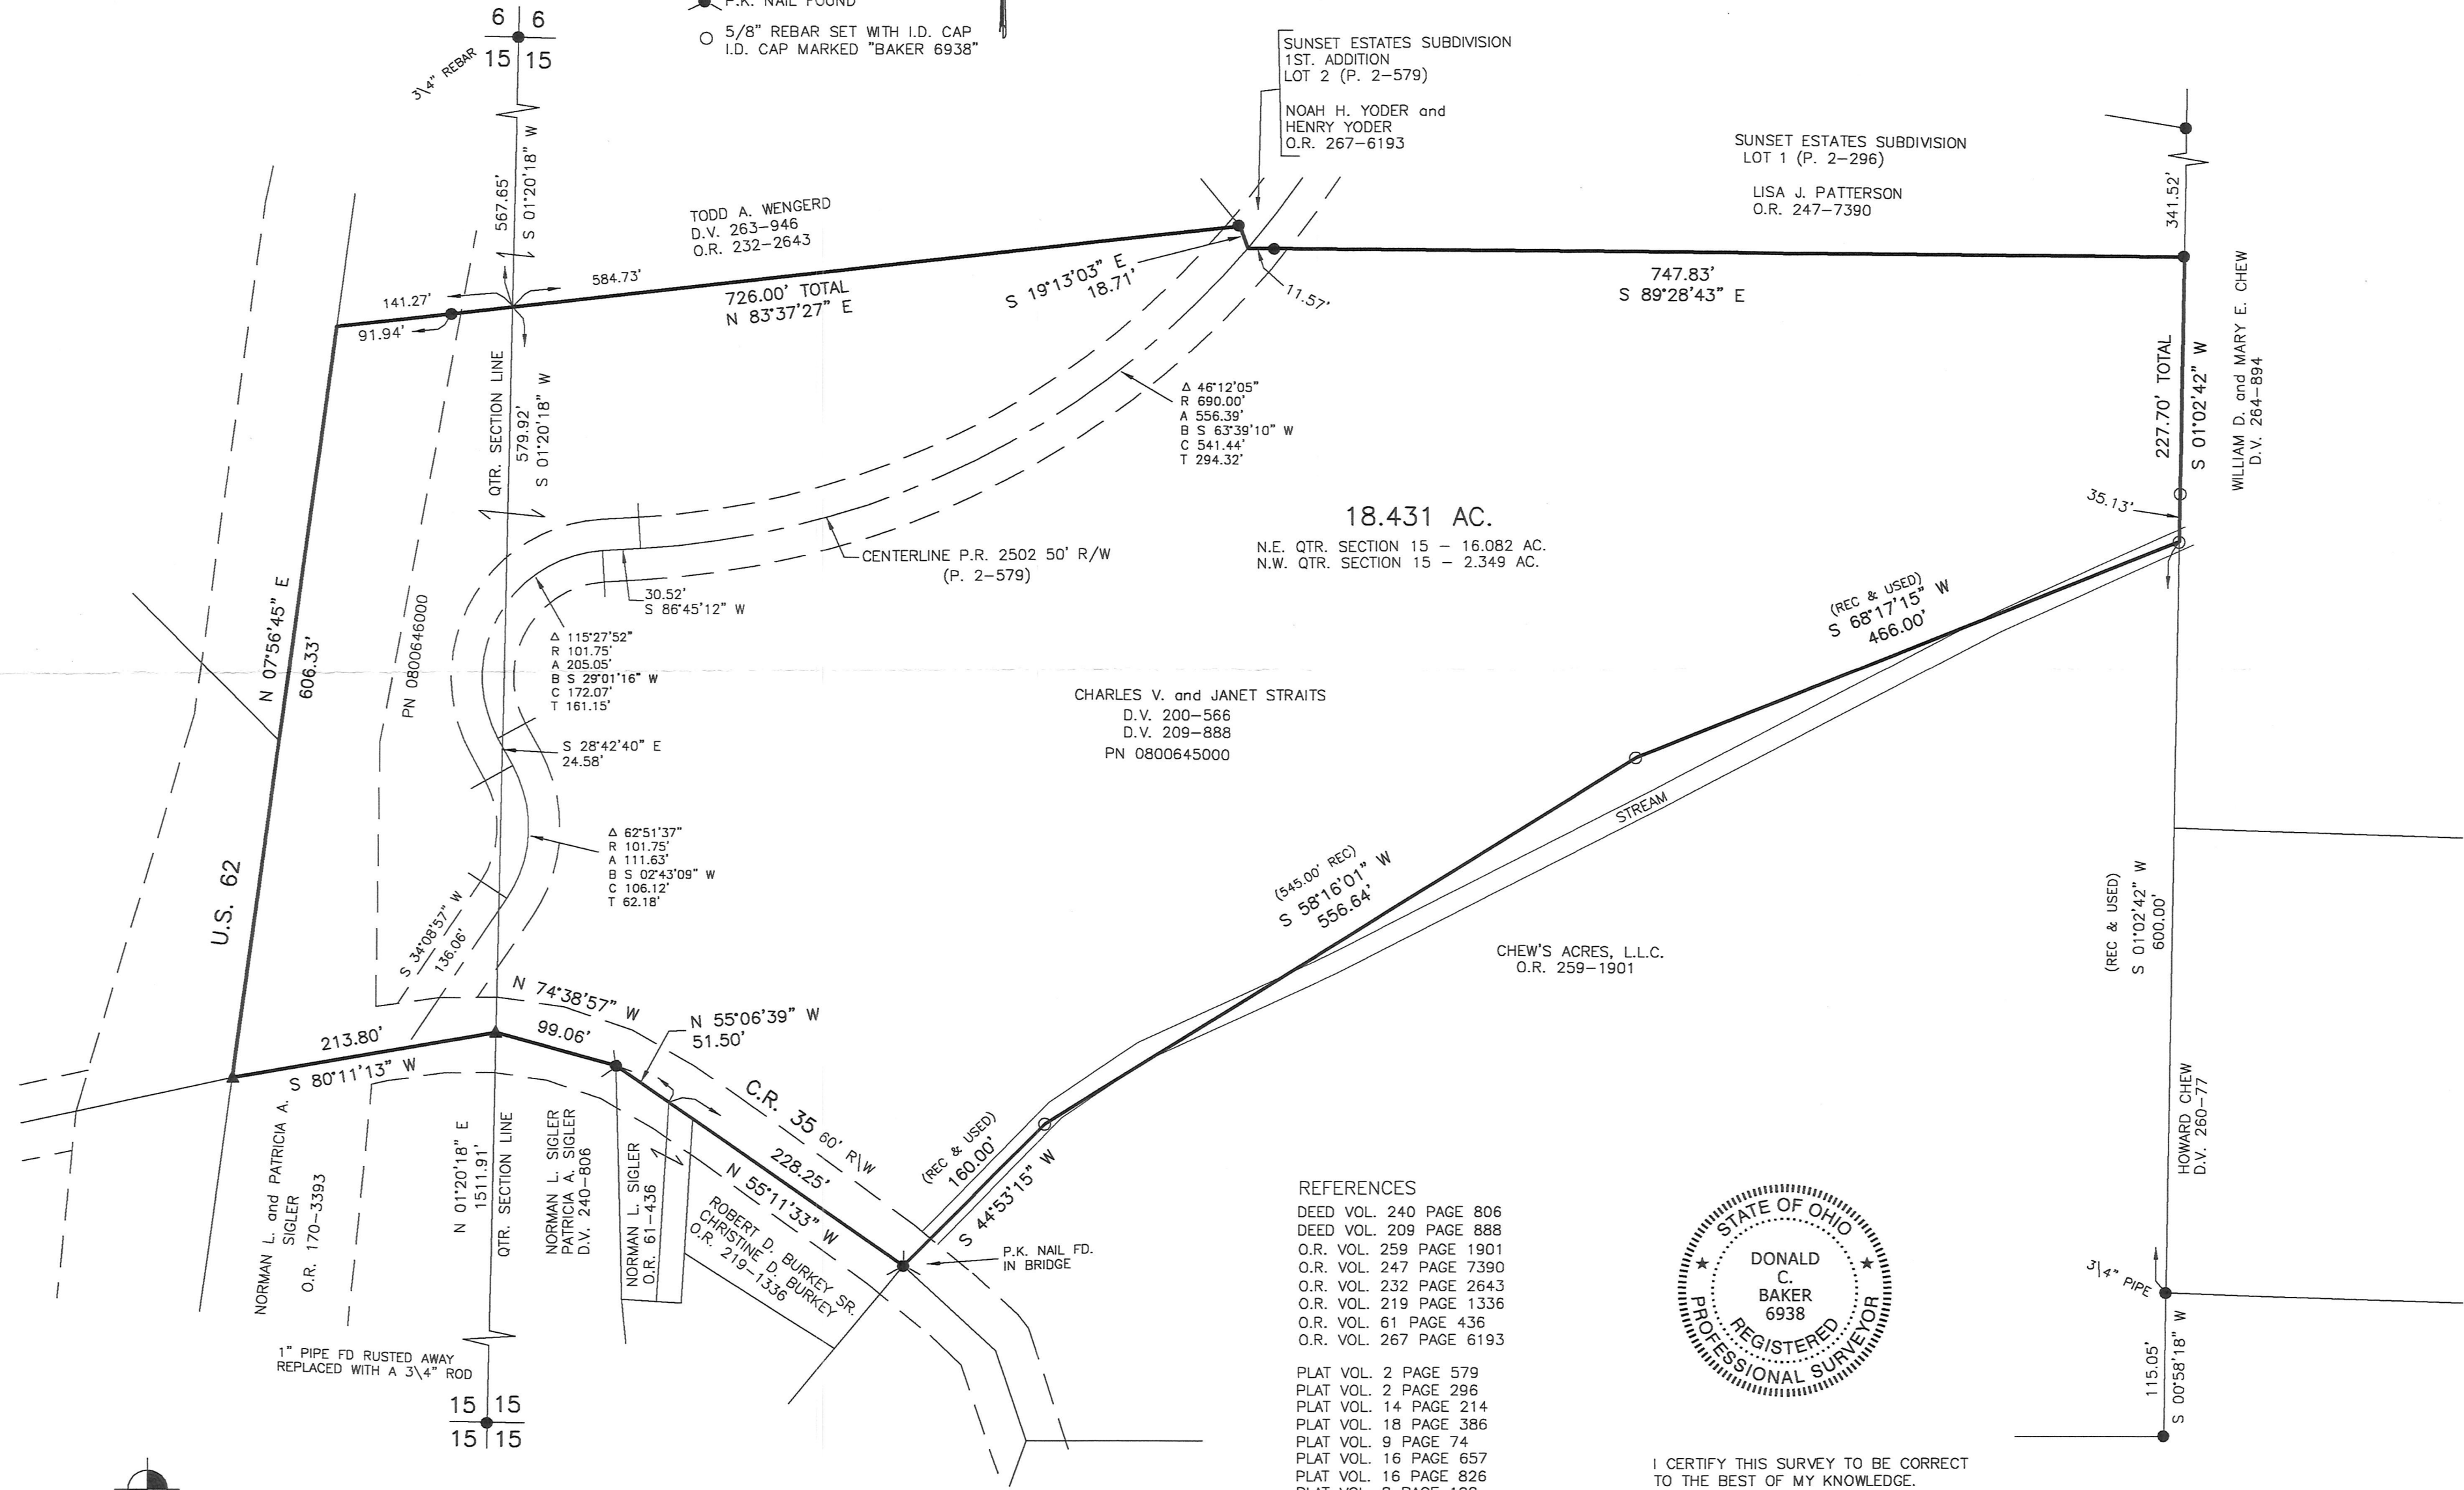 P.K. NAIL FOUND
5/8" REBAR SET WITH I.D. CAP
I.D. CAP MARKED "BAKER 6938"
6 6
15 15
3\4" REBAR
567.65'
S 01°20'18" W
SUNSET ESTATES SUBDIVISION
1ST. ADDITION
LOT 2 (P. 2-579)
NOAH H. YODER and
HENRY YODER
O.R. 267-6193
SUNSET ESTATES SUBDIVISION
LOT 1 (P. 2-296)
LISA J. PATTERSON
O.R. 247-7390
341.52'
TODD A. WENGERD
D.V. 263-946
O.R. 232-2643
141.27'
91.94'
584.73'
726.00' TOTAL
N 83°37'27" E
S 19°13'03" E
18.71'
11.57'
747.83'
S 89°28'43" E
WILLIAM D. and MARY E. CHEW
D.V. 264-894
227.70' TOTAL
S 01°02'42" W
35.13'
QTR. SECTION LINE
579.92'
S 01°20'18" W
Δ 46°12'05"
R 690.00'
A 556.39'
B S 63°39'10" W
C 541.44'
T 294.32'
18.431 AC.
N.E. QTR. SECTION 15 - 16.082 AC.
N.W. QTR. SECTION 15 - 2.349 AC.
CENTERLINE P.R. 2502 50' R/W
(P. 2-579)
30.52'
S 86°45'12" W
N 07°56'45" E
606.33'
PN 0800646000
Δ 115°27'52"
R 101.75'
A 205.05'
B S 29°01'16" W
C 172.07'
T 161.15'
S 28°42'40" E
24.58'
CHARLES V. and JANET STRAITS
D.V. 200-566
D.V. 209-888
PN 0800645000
(REC & USED)
S 68°17'15" W
466.00'
STREAM
Δ 62°51'37"
R 101.75'
A 111.63'
B S 02°43'09" W
C 106.12'
T 62.18'
U.S. 62
S 34°08'57" W
136.06'
(545.00' REC)
S 58°16'01" W
556.64'
CHEW'S ACRES, L.L.C.
O.R. 259-1901
(REC & USED)
S 01°02'42" W
600.00'
N 74°38'57" W
99.06'
N 55°06'39" W
51.50'
213.80'
S 80°11'13" W
C.R. 35 60' R\W
228.25'
N 55°11'33" W
(REC & USED)
160.00'
S 44°53'15" W
P.K. NAIL FD.
IN BRIDGE
NORMAN L. and PATRICIA A.
SIGLER
O.R. 170-3393
N 01°20'18" E
1511.91'
QTR. SECTION LINE
NORMAN L. SIGLER
PATRICIA A. SIGLER
D.V. 240-806
NORMAN L. SIGLER
O.R. 61-436
ROBERT D. BURKEY SR.
CHRISTINE D. BURKEY
O.R. 219-1336
HOWARD CHEW
D.V. 260-77
1" PIPE FD RUSTED AWAY
REPLACED WITH A 3\4" ROD
15 15
15 15
REFERENCES
DEED VOL. 240 PAGE 806
DEED VOL. 209 PAGE 888
O.R. VOL. 259 PAGE 1901
O.R. VOL. 247 PAGE 7390
O.R. VOL. 232 PAGE 2643
O.R. VOL. 219 PAGE 1336
O.R. VOL. 61 PAGE 436
O.R. VOL. 267 PAGE 6193
PLAT VOL. 2 PAGE 579
PLAT VOL. 2 PAGE 296
PLAT VOL. 14 PAGE 214
PLAT VOL. 18 PAGE 386
PLAT VOL. 9 PAGE 74
PLAT VOL. 16 PAGE 657
PLAT VOL. 16 PAGE 826
STATE OF OHIO
DONALD
C.
BAKER
6938
REGISTERED
PROFESSIONAL SURVEYOR
3\4" PIPE
115.05'
S 00°58'18" W
I CERTIFY THIS SURVEY TO BE CORRECT
TO THE BEST OF MY KNOWLEDGE.